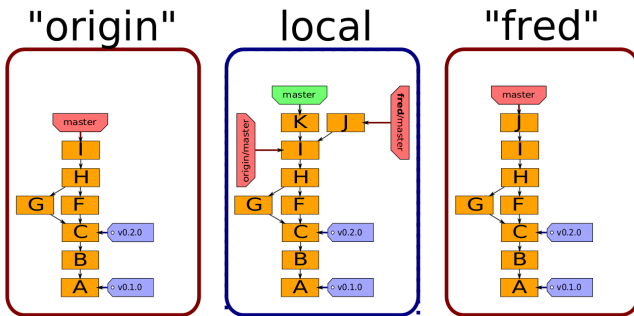 "origin"
master
I
H
G F
C v0.2.0
B
A v0.1.0
local
master
K J
fred/master
origin/master
I
H
G F
C v0.2.0
B
A v0.1.0
"fred"
master
J
I
H
G F
C v0.2.0
B
A v0.1.0